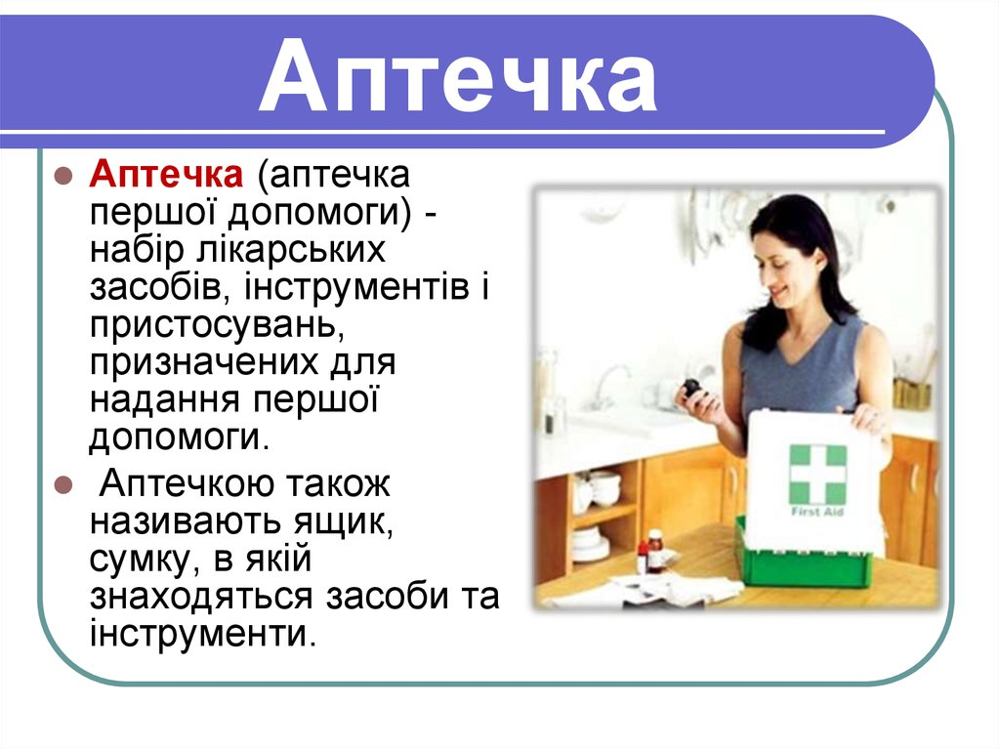 Аптечка
Аптечка (аптечка
першої допомоги) -
набір лікарських
засобів, інструментів і
пристосувань,
призначених для
надання першої
допомоги.
Аптечкою також
називають ящик,
сумку, в якій
знаходяться засоби та
інструменти.
First Aid